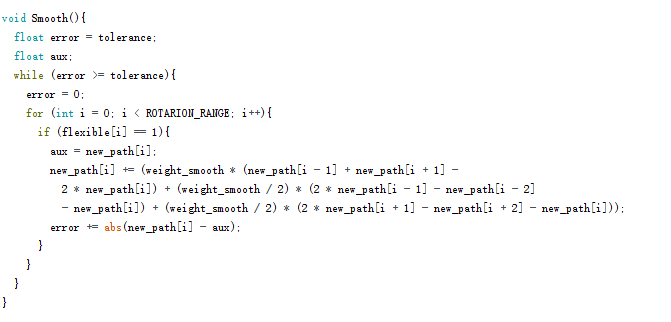 void Smooth(){
float error = tolerance;
float aux;
while (error >= tolerance){
error = 0;
for (int i = 0; i < ROTARION_RANGE; i++){
if (flexible[i] == 1){
aux = new_path[i];
new_path[i] += (weight_smooth * (new_path[i - 1] + new_path[i + 1] -
2 * new_path[i]) + (weight_smooth / 2) * (2 * new_path[i - 1] - new_path[i - 2]
- new_path[i]) + (weight_smooth / 2) * (2 * new_path[i + 1] - new_path[i + 2] - new_path[i]));
error += abs(new_path[i] - aux);
}
}
}
}